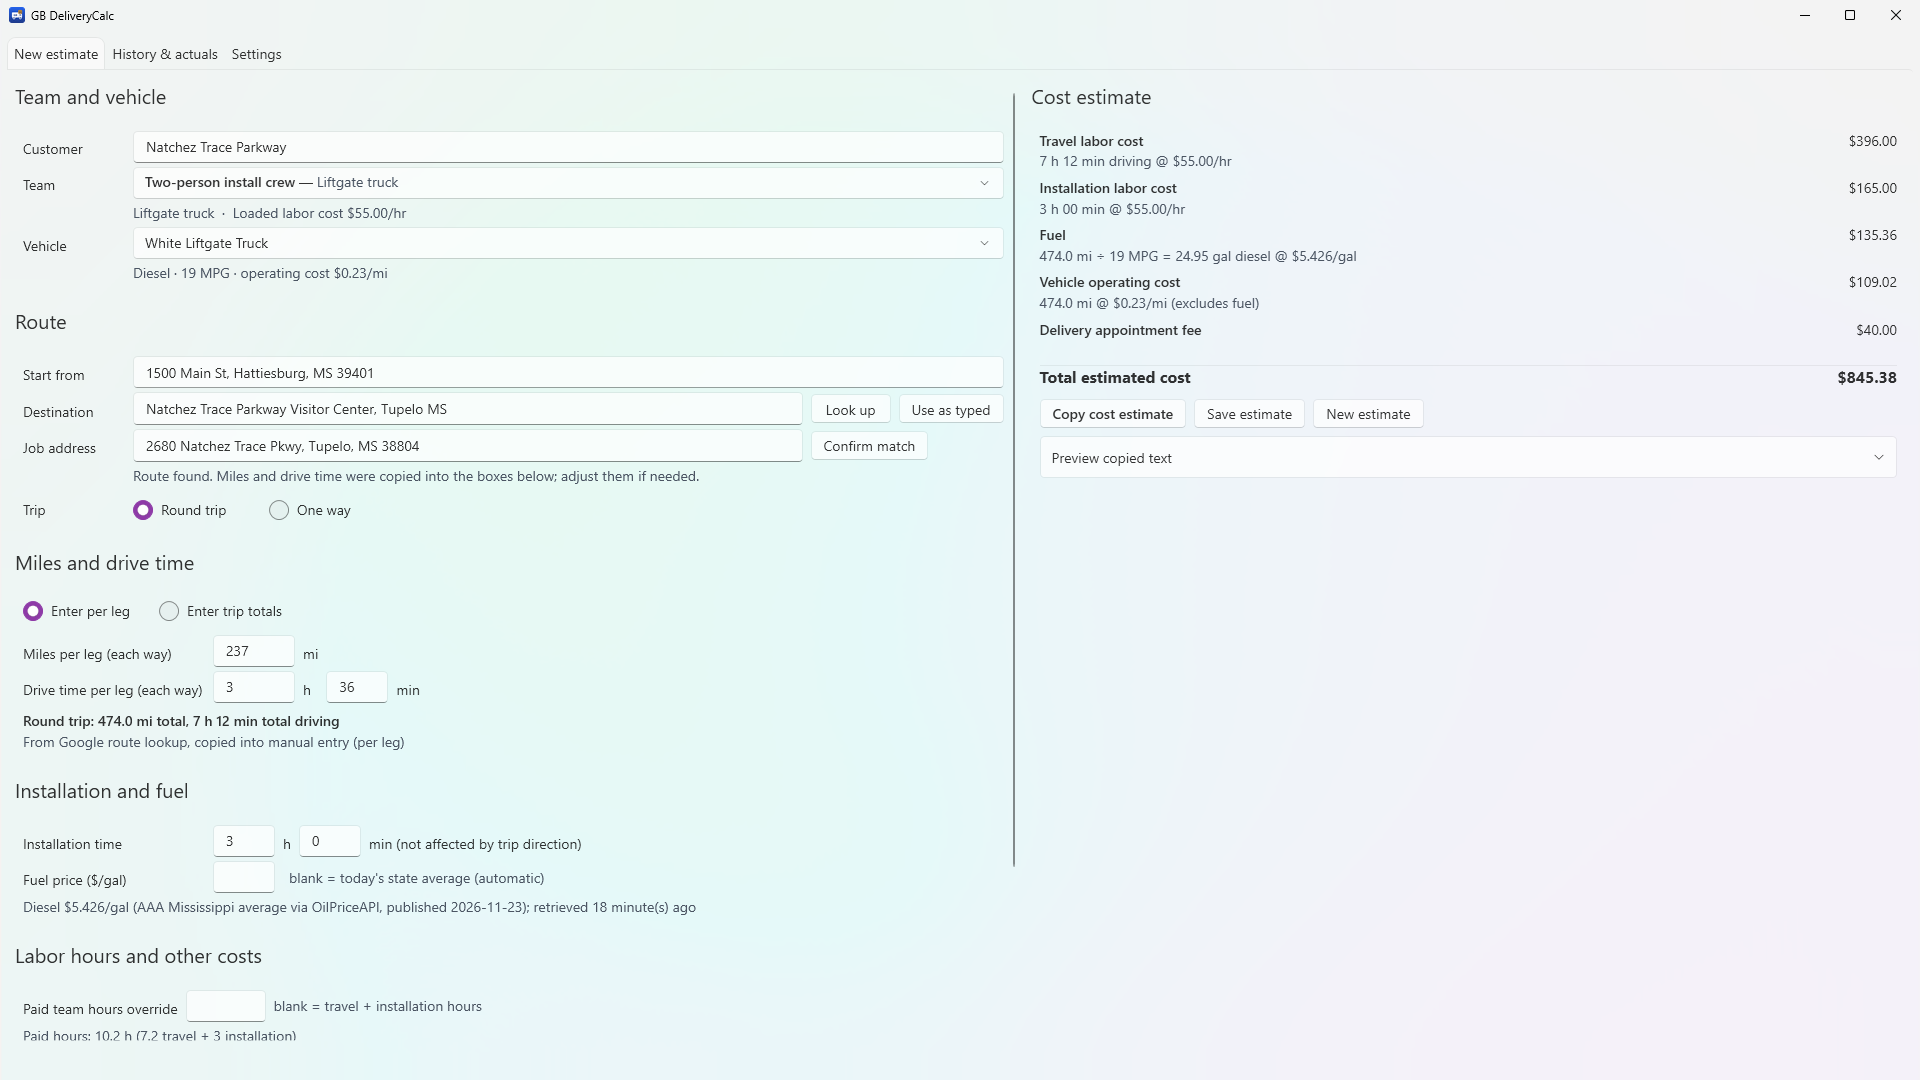 GB DeliveryCalc
New estimate History & actuals Settings
Team and vehicle
Customer Natchez Trace Parkway
Team Two-person install crew — Liftgate truck
Liftgate truck · Loaded labor cost $55.00/hr
Vehicle White Liftgate Truck
Diesel · 19 MPG · operating cost $0.23/mi
Route
Start from 1500 Main St, Hattiesburg, MS 39401
Destination Natchez Trace Parkway Visitor Center, Tupelo MS Look up Use as typed
Job address 2680 Natchez Trace Pkwy, Tupelo, MS 38804 Confirm match
Route found. Miles and drive time were copied into the boxes below; adjust them if needed.
Trip Round trip One way
Miles and drive time
Enter per leg Enter trip totals
Miles per leg (each way) 237 mi
Drive time per leg (each way) 3 h 36 min
Round trip: 474.0 mi total, 7 h 12 min total driving
From Google route lookup, copied into manual entry (per leg)
Installation and fuel
Installation time 3 h 0 min (not affected by trip direction)
Fuel price ($/gal) blank = today's state average (automatic)
Diesel $5.426/gal (AAA Mississippi average via OilPriceAPI, published 2026-11-23); retrieved 18 minute(s) ago
Labor hours and other costs
Paid team hours override blank = travel + installation hours
Paid hours: 10.2 h (7.2 travel + 3 installation)
Cost estimate
Travel labor cost $396.00
7 h 12 min driving @ $55.00/hr
Installation labor cost $165.00
3 h 00 min @ $55.00/hr
Fuel $135.36
474.0 mi ÷ 19 MPG = 24.95 gal diesel @ $5.426/gal
Vehicle operating cost $109.02
474.0 mi @ $0.23/mi (excludes fuel)
Delivery appointment fee $40.00
Total estimated cost $845.38
Copy cost estimate Save estimate New estimate
Preview copied text